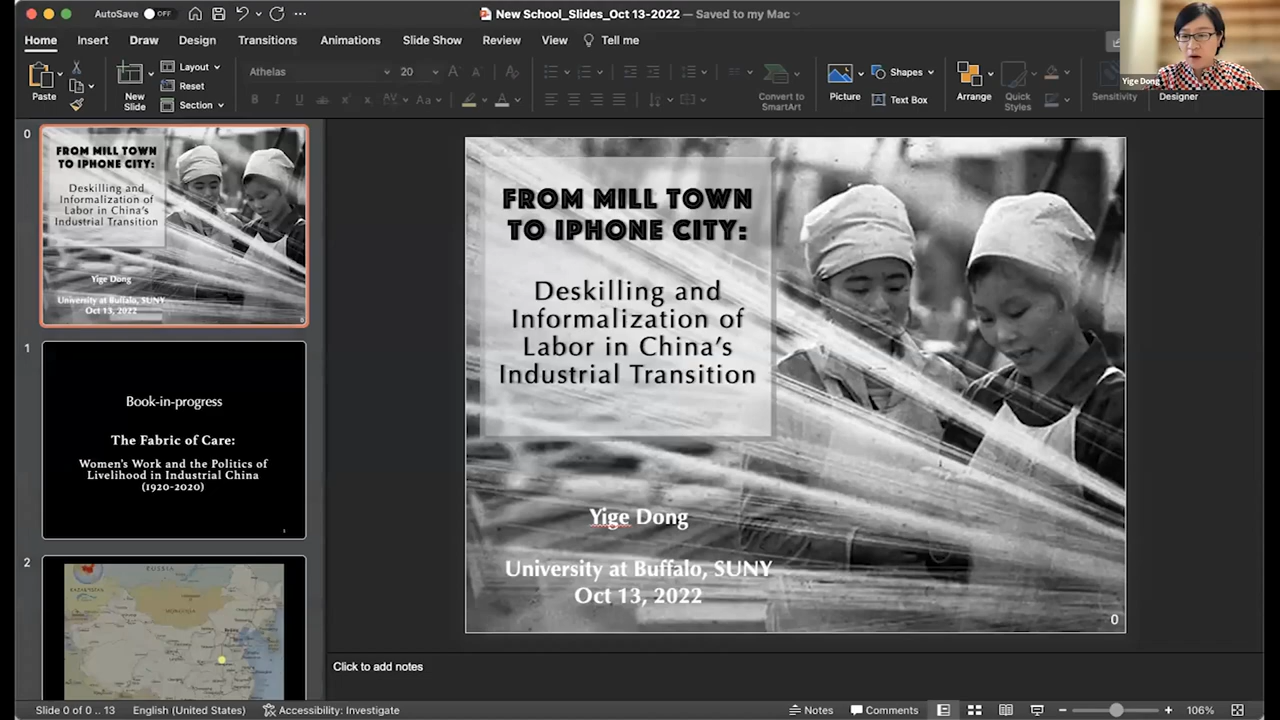 AutoSave OFF
New School_Slides_Oct 13-2022 — Saved to my Mac
Home Insert Draw Design Transitions Animations Slide Show Review View Tell me
Paste
New Slide
Layout
Reset
Section
Athelas 20
Convert to SmartArt
Picture
Shapes
Text Box
Arrange
Quick Styles
Sensitivity
Designer
Yige Dong
0
FROM MILL TOWN
TO IPHONE CITY:
Deskilling and
Informalization of
Labor in China's
Industrial Transition
Yige Dong
University at Buffalo, SUNY
Oct 13, 2022
1
Book-in-progress
The Fabric of Care:
Women's Work and the Politics of
Livelihood in Industrial China
(1920-2020)
2
RUSSIA
KAZAKHSTAN
MONGOLIA
FROM MILL TOWN
TO IPHONE CITY:
Deskilling and
Informalization of
Labor in China's
Industrial Transition
Yige Dong
University at Buffalo, SUNY
Oct 13, 2022
0
Click to add notes
Slide 0 of 0 .. 13 English (United States) Accessibility: Investigate Notes Comments 106%